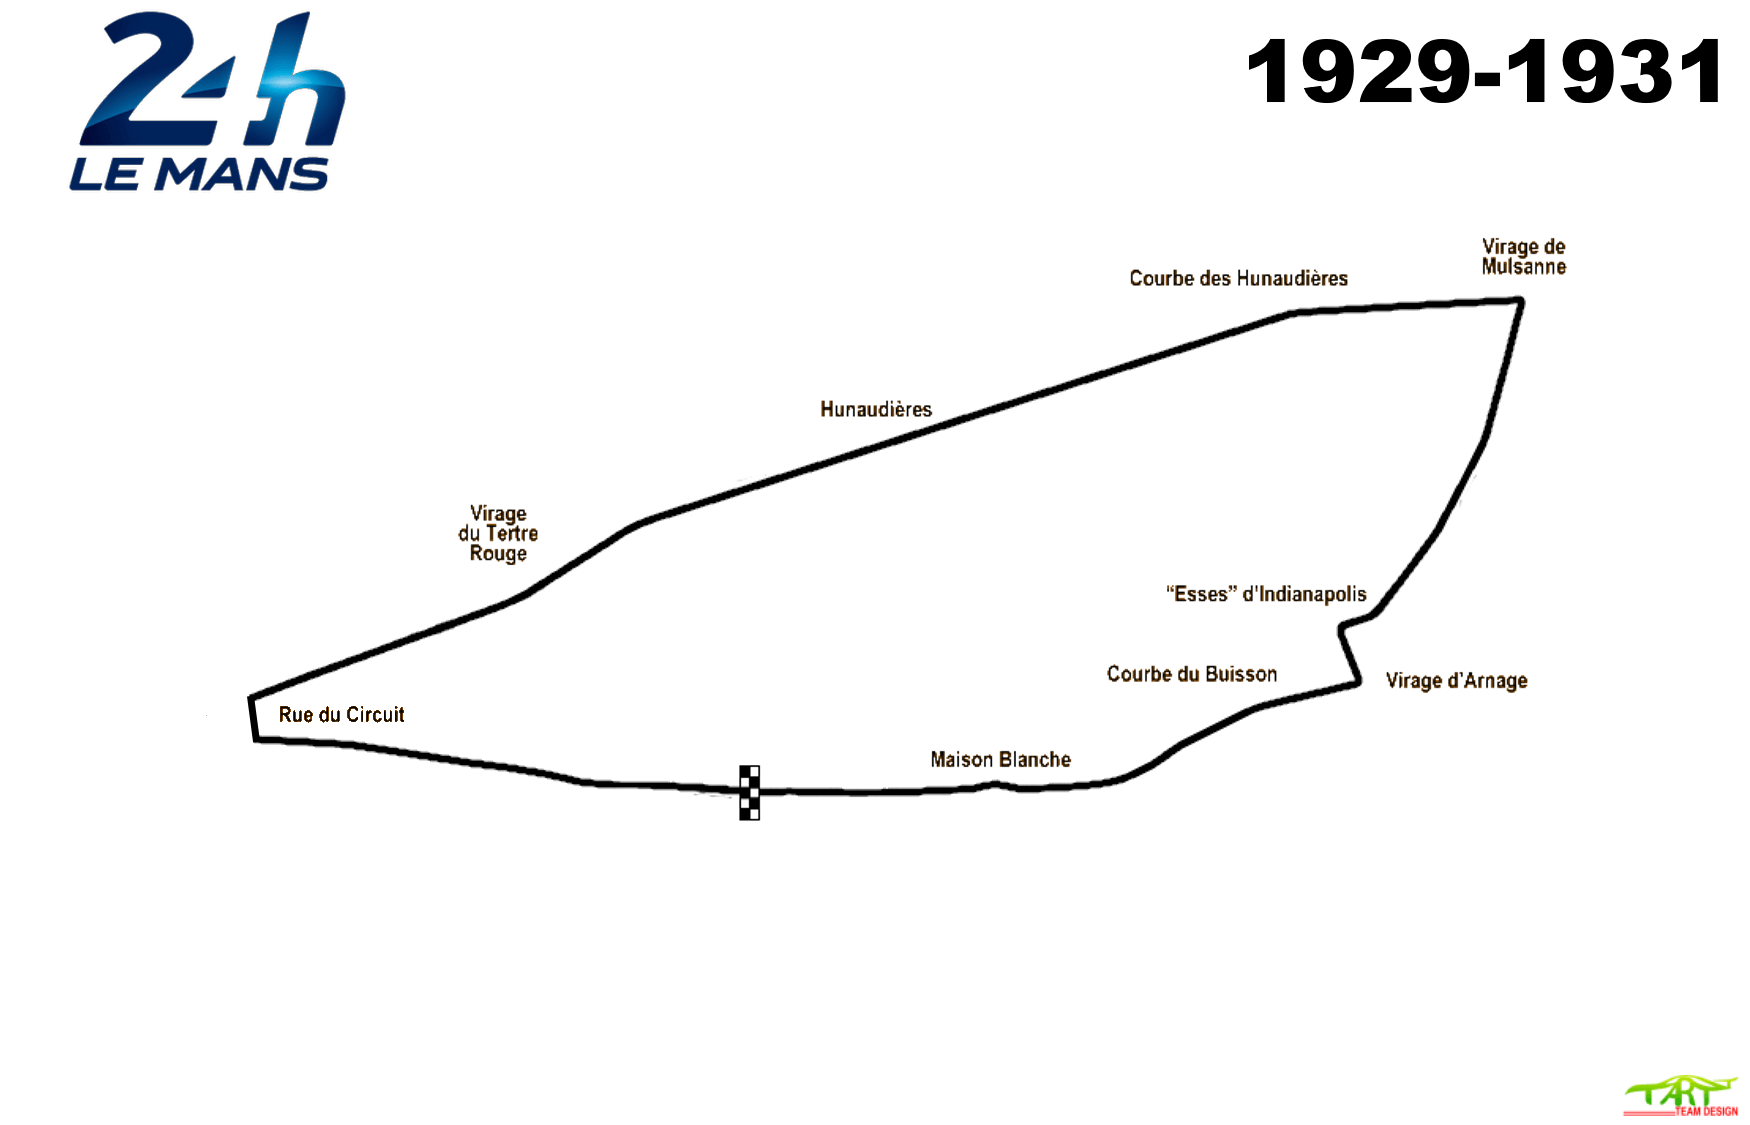 24h
LE MANS
1929-1931
Virage de
Mulsanne
Courbe des Hunaudières
Hunaudières
Virage
du Tertre
Rouge
“Esses” d’Indianapolis
Courbe du Buisson
Virage d’Arnage
Rue du Circuit
Maison Blanche
TART
TEAM DESIGN